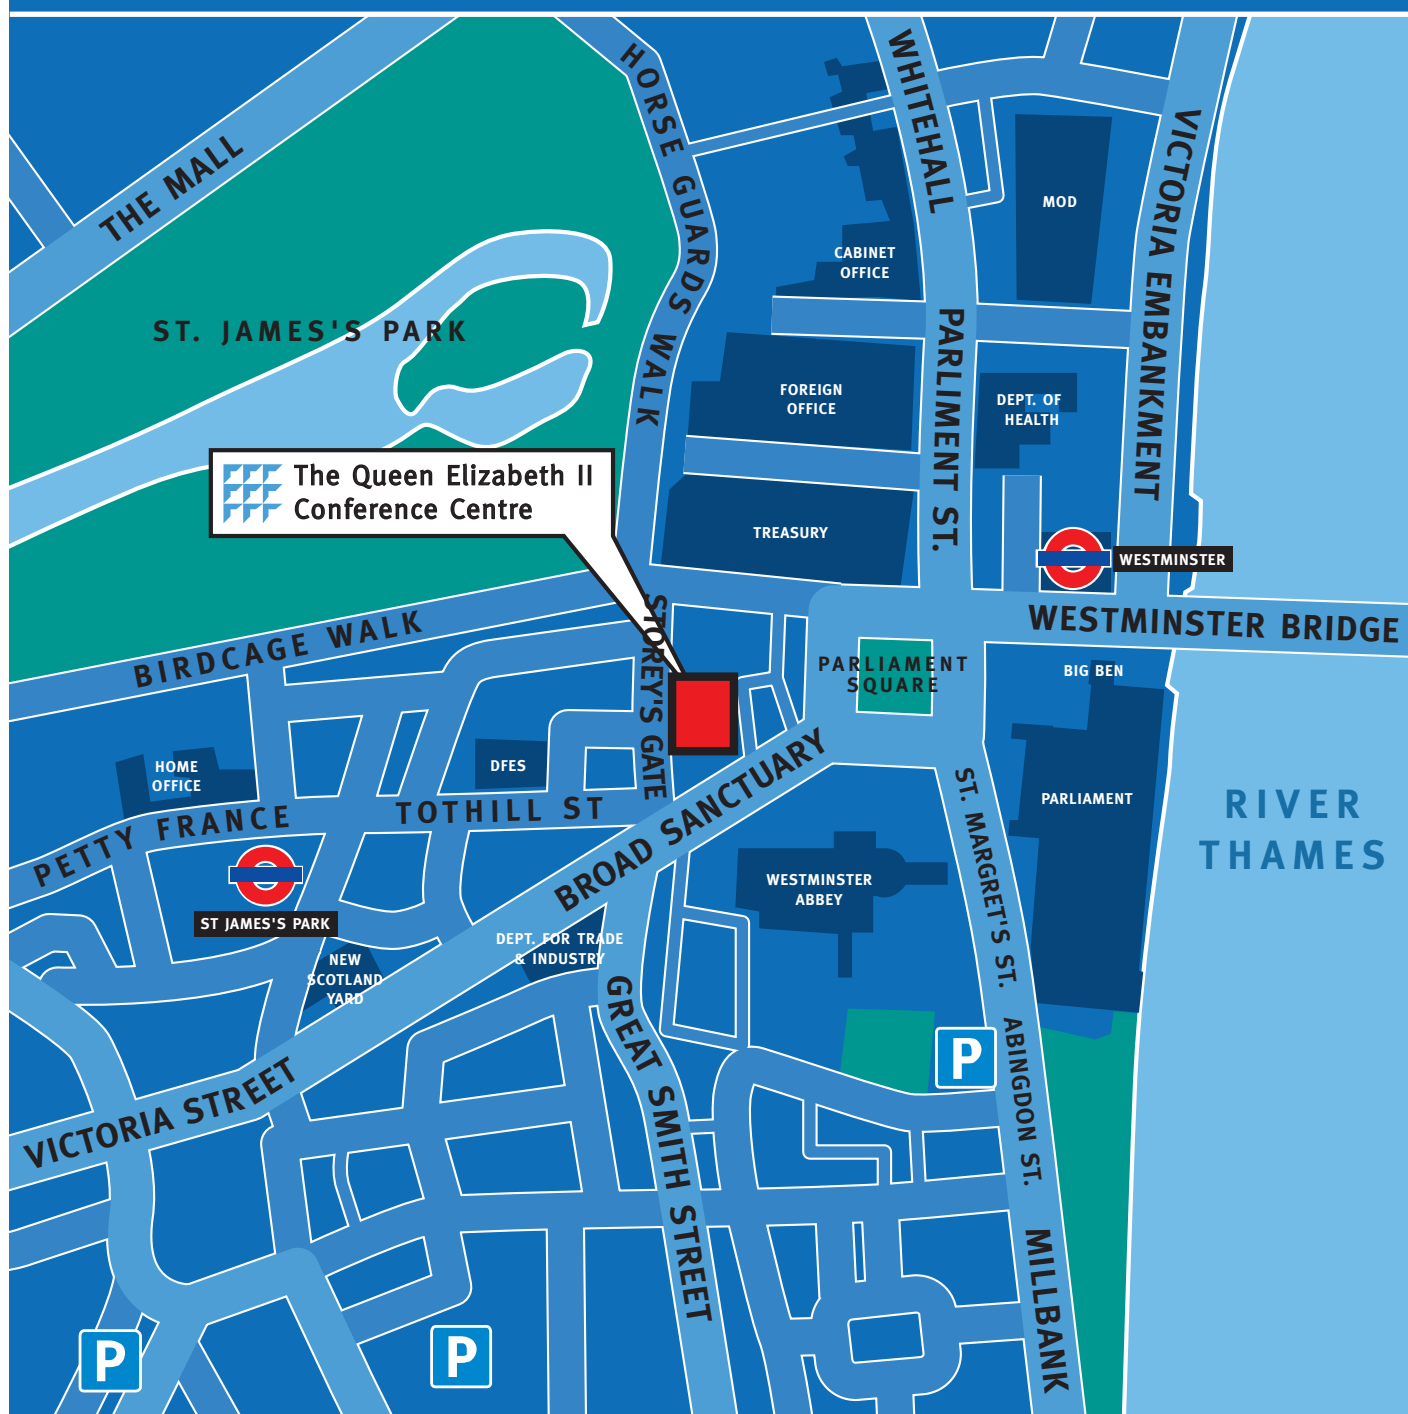 HORSE GUARDS WALK
WHITEHALL
THE MALL
VICTORIA EMBANKMENT
MOD
CABINET
OFFICE
ST. JAMES'S PARK
PARLIMENT ST.
FOREIGN
OFFICE
DEPT. OF
HEALTH
The Queen Elizabeth II
Conference Centre
TREASURY
WESTMINSTER
WESTMINSTER BRIDGE
BIRDCAGE WALK
STOREY'S GATE
PARLIAMENT
SQUARE
BIG BEN
HOME
OFFICE
DFES
PARLIAMENT
RIVER
THAMES
PETTY FRANCE
TOTHILL ST
BROAD SANCTUARY
ST. MARGRET'S ST.
WESTMINSTER
ABBEY
ST JAMES'S PARK
DEPT. FOR TRADE
& INDUSTRY
NEW
SCOTLAND
YARD
GREAT SMITH STREET
ABINGDON ST.
P
VICTORIA STREET
MILLBANK
P
P